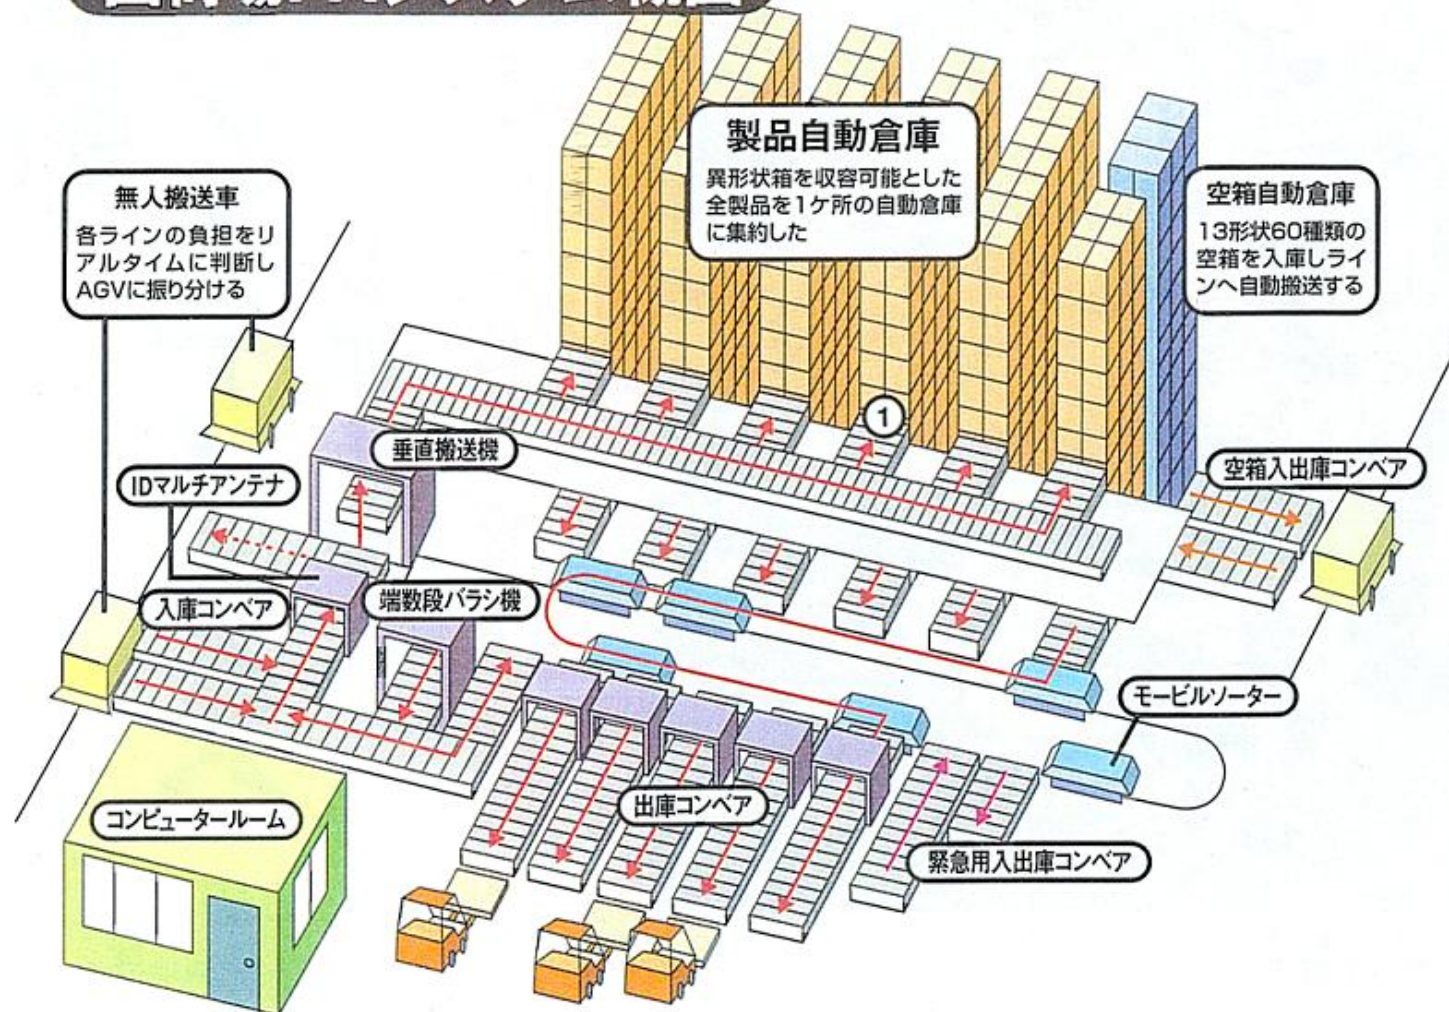 無人搬送車
各ラインの負担をリ
アルタイムに判断し
AGVに振り分ける
製品自動倉庫
異形状箱を収容可能とした
全製品を1ケ所の自動倉庫
に集約した
空箱自動倉庫
13形状60種類の
空箱を入庫しライ
ンへ自動搬送する
①
垂直搬送機
IDマルチアンテナ
空箱入出庫コンベア
入庫コンベア
端数段バラシ機
モービルソーター
コンピュータールーム
出庫コンベア
緊急用入出庫コンベア